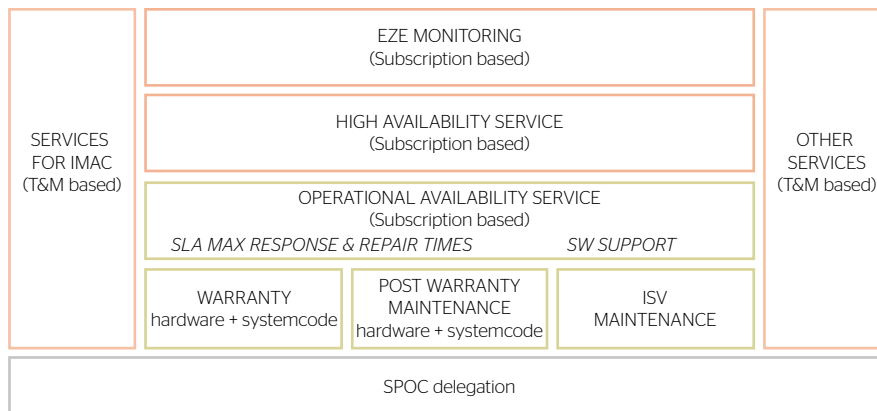 EZE MONITORING
(Subscription based)
HIGH AVAILABILITY SERVICE
(Subscription based)
SERVICES
FOR IMAC
(T&M based)
OTHER
SERVICES
(T&M based)
OPERATIONAL AVAILABILITY SERVICE
(Subscription based)
SLA MAX RESPONSE & REPAIR TIMES
SW SUPPORT
WARRANTY
hardware + systemcode
POST WARRANTY
MAINTENANCE
hardware + systemcode
ISV
MAINTENANCE
SPOC delegation